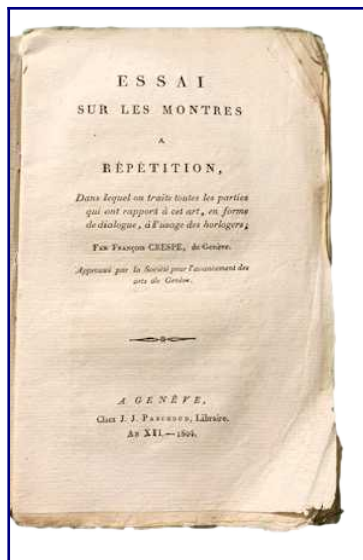 ESSAI
SUR LES MONTRES
A
RÉPÉTITION,
Dans lequel on traite toutes les parties
qui ont rapport à cet art, en forme
de dialogue, à l'usage des horlogers;
PAR FRANÇOIS CRESPE, de Genève.
Approuvé par la Société pour l'avancement des
arts de Genève.
A GENÈVE,
Chez J. J. PASCHOUD, Libraire.
AN XII.—1804.